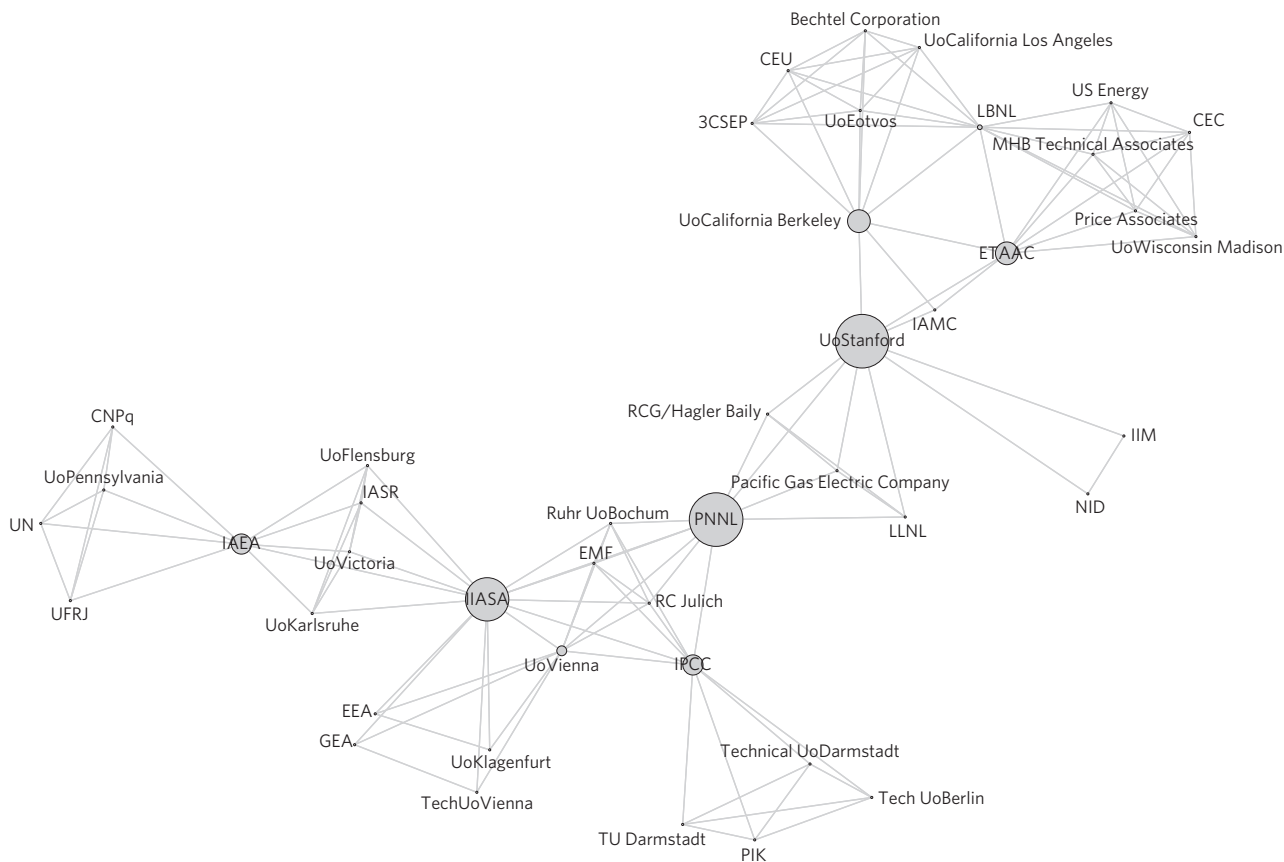 Bechtel Corporation
UoCalifornia Los Angeles
CEU
US Energy
LBNL
3CSEP
UoEotvos
CEC
MHB Technical Associates
UoCalifornia Berkeley
Price Associates
UoWisconsin Madison
ETAAC
IAMC
UoStanford
RCG/Hagler Baily
CNPq
IIM
UoFlensburg
UoPennsylvania
Pacific Gas Electric Company
IASR
NID
Ruhr UoBochum
PNNL
UN
LLNL
IAEA
EMF
UoVictoria
IIASA
RC Julich
UFRJ
UoKarlsruhe
UoVienna
IPCC
EEA
GEA
Technical UoDarmstadt
UoKlagenfurt
TechUoVienna
Tech UoBerlin
TU Darmstadt
PIK